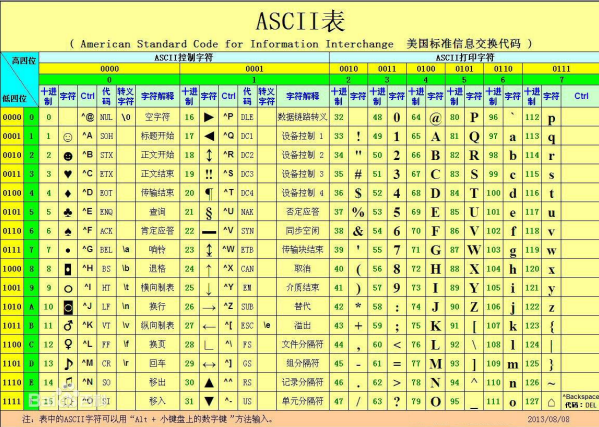 ASCII表
( American Standard Code for Information Interchange 美国标准信息交换代码 )
高四位 ASCII控制字符 ASCII打印字符
0000 0001 0010 0011 0100 0101 0110 0111
0 1 2 3 4 5 6 7
低四位 十进制 字符 Ctrl 代码 转义字符 字符解释 十进制 字符 Ctrl 代码 转义字符 字符解释 十进制 字符 十进制 字符 十进制 字符 十进制 字符 十进制 字符 十进制 字符 Ctrl
0000 0 0 ^@ NUL \0 空字符 16 ► ^P DLE 数据链路转义 32 48 0 64 @ 80 P 96 ` 112 p
0001 1 1 ☺ ^A SOH 标题开始 17 ◄ ^Q DC1 设备控制 1 33 ! 49 1 65 A 81 Q 97 a 113 q
0010 2 2 ☻ ^B STX 正文开始 18 ↕ ^R DC2 设备控制 2 34 " 50 2 66 B 82 R 98 b 114 r
0011 3 3 ♥ ^C ETX 正文结束 19 ‼ ^S DC3 设备控制 3 35 # 51 3 67 C 83 S 99 c 115 s
0100 4 4 ♦ ^D EOT 传输结束 20 ¶ ^T DC4 设备控制 4 36 $ 52 4 68 D 84 T 100 d 116 t
0101 5 5 ♣ ^E ENQ 查询 21 § ^U NAK 否定应答 37 % 53 5 69 E 85 U 101 e 117 u
0110 6 6 ♠ ^F ACK 肯定应答 22 ▬ ^V SYN 同步空闲 38 & 54 6 70 F 86 V 102 f 118 v
0111 7 7 • ^G BEL \a 响铃 23 ↨ ^W ETB 传输块结束 39 ' 55 7 71 G 87 W 103 g 119 w
1000 8 8 ◘ ^H BS \b 退格 24 ↑ ^X CAN 取消 40 ( 56 8 72 H 88 X 104 h 120 x
1001 9 9 ○ ^I HT \t 横向制表 25 ↓ ^Y EM 介质结束 41 ) 57 9 73 I 89 Y 105 i 121 y
1010 A 10 ◙ ^J LF \n 换行 26 → ^Z SUB 替代 42 * 58 : 74 J 90 Z 106 j 122 z
1011 B 11 ♂ ^K VT \v 纵向制表 27 ← ^[ ESC \e 溢出 43 + 59 ; 75 K 91 [ 107 k 123 {
1100 C 12 ♀ ^L FF \f 换页 28 ∟ ^\ FS 文件分隔符 44 , 60 < 76 L 92 \ 108 l 124 |
1101 D 13 ♪ ^M CR \r 回车 29 ↔ ^] GS 组分隔符 45 - 61 = 77 M 93 ] 109 m 125 }
1110 E 14 ♫ ^N SO 移出 30 ▲ ^^ RS 记录分隔符 46 . 62 > 78 N 94 ^ 110 n 126 ~
1111 15 ^O SI 移入 31 ▼ ^- US 单元分隔符 47 / 63 ? 79 O 95 _ 111 o 127 ⌂ ^Backspace 代码: DEL
注: 表中的ASCII字符可以用 "Alt + 小键盘上的数字键" 方法输入。 2013/08/08